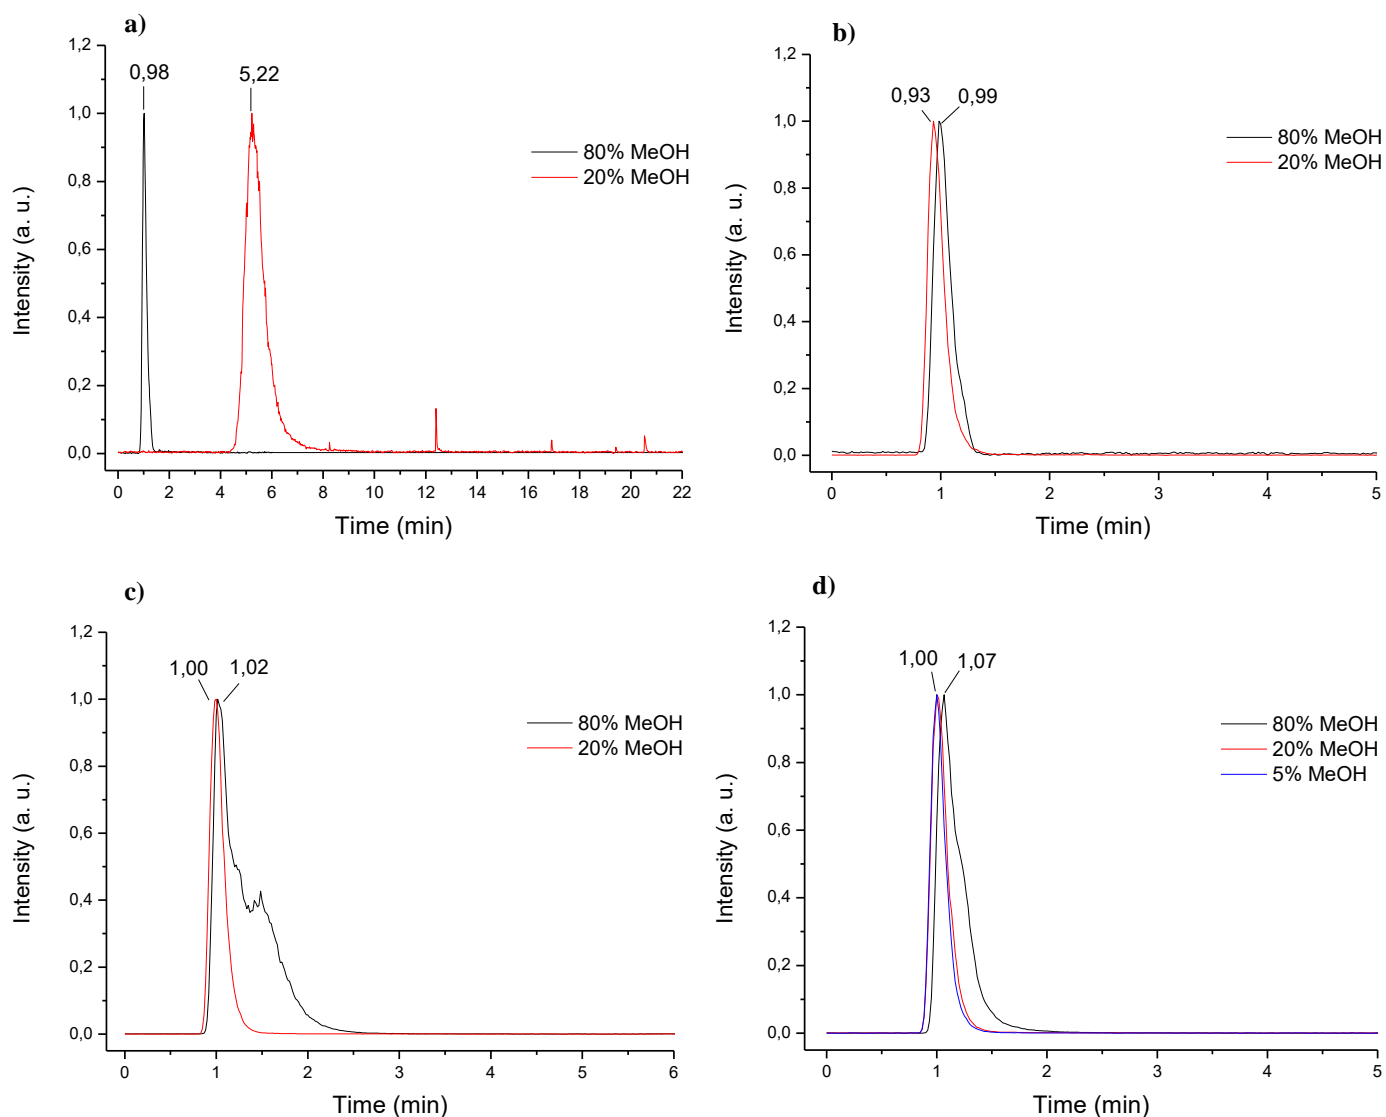 a)
1,2
0,98
5,22
1,0
0,8
0,6
0,4
0,2
0,0
Intensity (a. u.)
80% MeOH
20% MeOH
0 2 4 6 8 10 12 14 16 18 20 22
Time (min)
b)
1,2
0,93
0,99
1,0
0,8
0,6
0,4
0,2
0,0
Intensity (a. u.)
80% MeOH
20% MeOH
0 1 2 3 4 5
Time (min)
c)
1,2
1,00
1,02
1,0
0,8
0,6
0,4
0,2
0,0
Intensity (a. u.)
80% MeOH
20% MeOH
0 1 2 3 4 5 6
Time (min)
d)
1,2
1,00
1,07
1,0
0,8
0,6
0,4
0,2
0,0
Intensity (a. u.)
80% MeOH
20% MeOH
5% MeOH
0 1 2 3 4 5
Time (min)